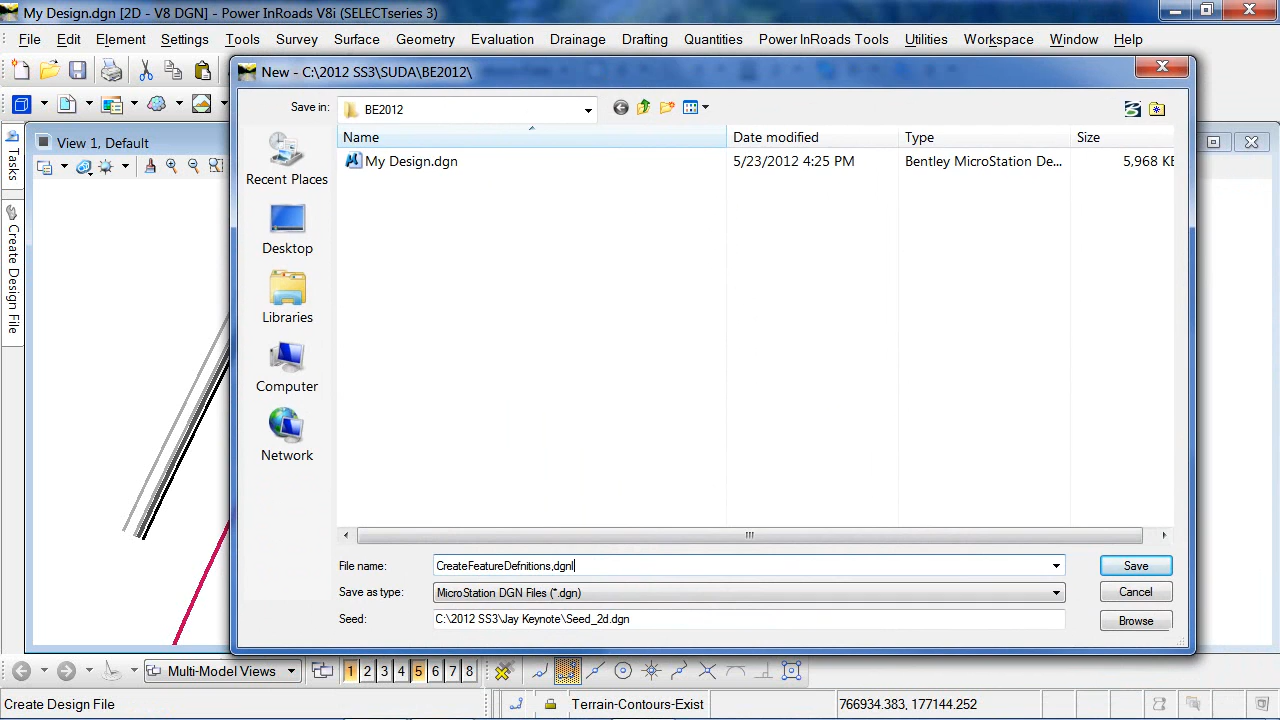 My Design.dgn [2D - V8 DGN] - Power InRoads V8i (SELECTseries 3)
File Edit Element Settings Tools Survey Surface Geometry Evaluation Drainage Drafting Quantities Power InRoads Tools Utilities Workspace Window Help
New - C:\2012 SS3\SUDA\BE2012\
Save in: BE2012
View 1, Default
Tasks
Create Design File
Name Date modified Type Size
My Design.dgn 5/23/2012 4:25 PM Bentley MicroStation De... 5,968 KB
Recent Places
Desktop
Libraries
Computer
Network
File name: CreateFeatureDefnitions,dgnl Save
Save as type: MicroStation DGN Files (*.dgn) Cancel
Seed: C:\2012 SS3\Jay Keynote\Seed_2d.dgn Browse
Multi-Model Views 1 2 3 4 5 6 7 8
Create Design File Terrain-Contours-Exist 766934.383, 177144.252